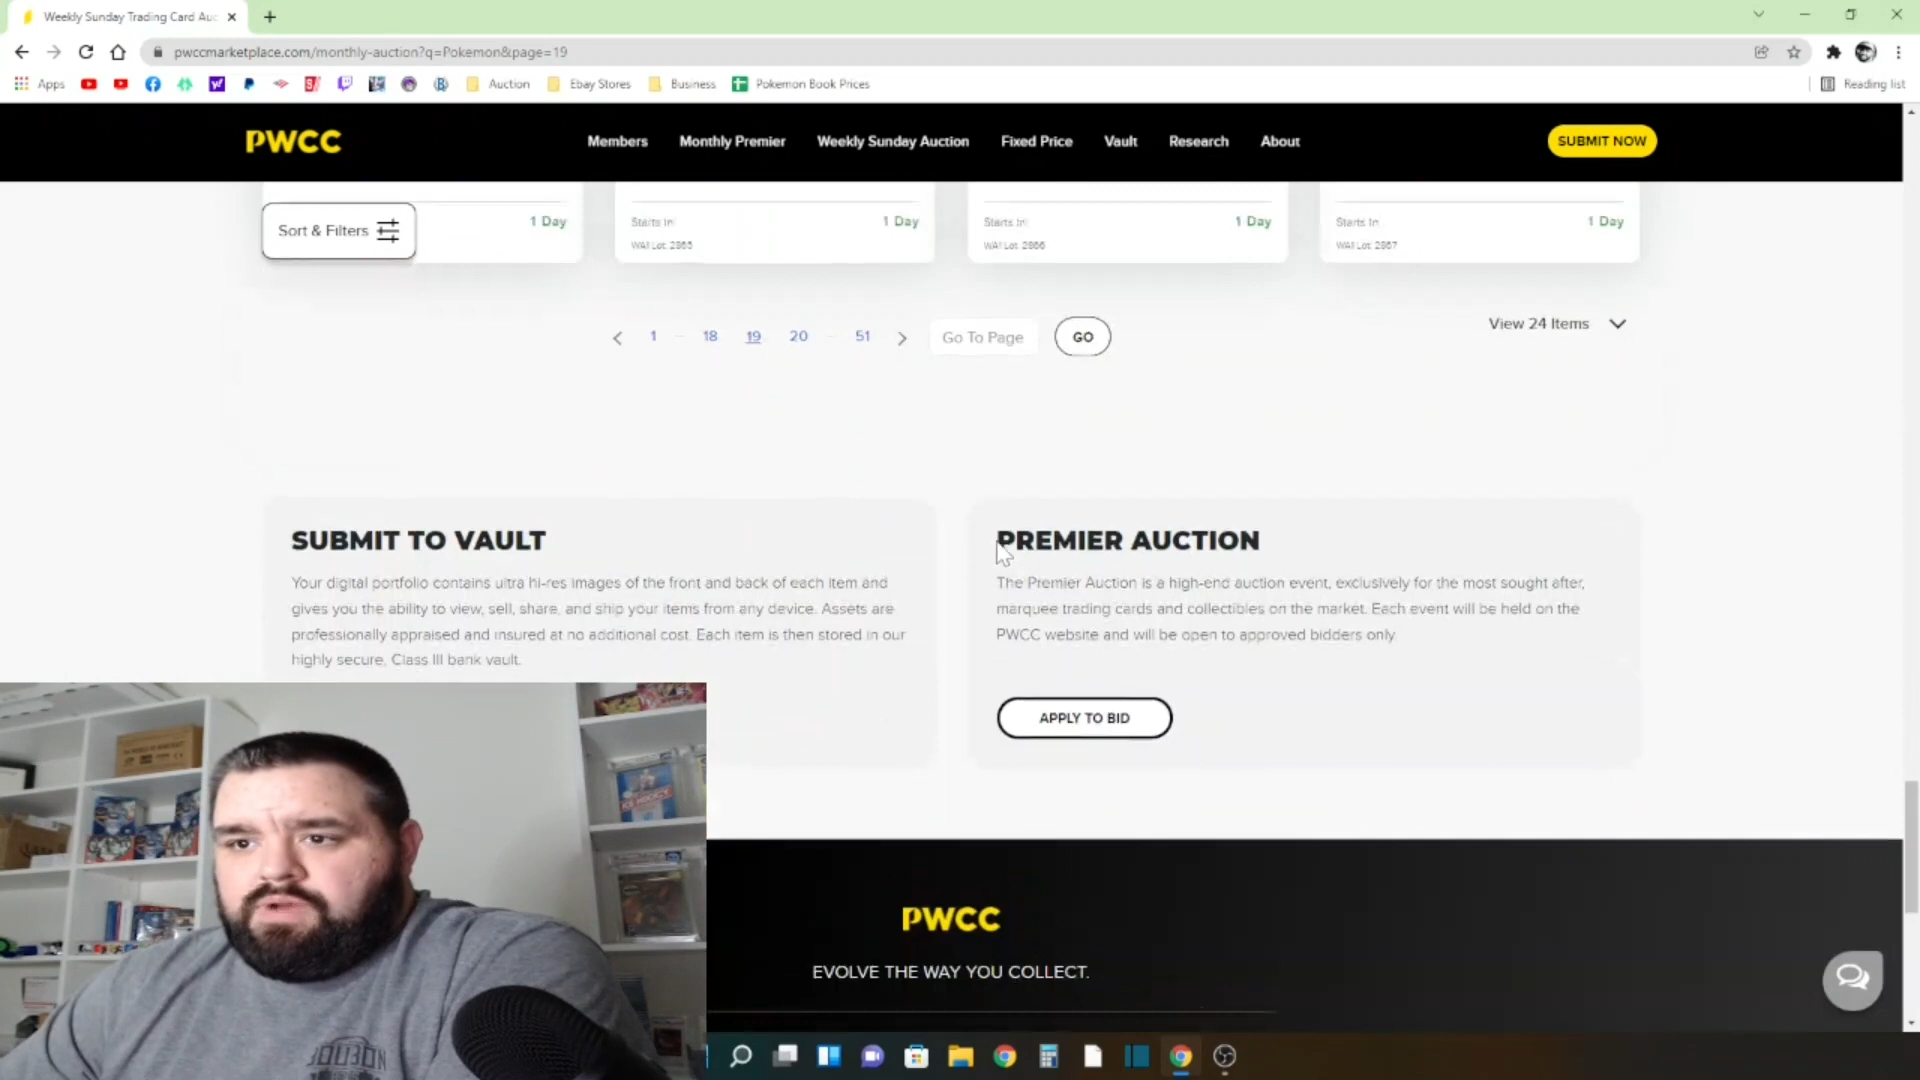 Weekly Sunday Trading Card Auc
pwccmarketplace.com/monthly-auction?q=Pokemon&page=19
Apps Auction Ebay Stores Business Pokemon Book Prices Reading list
PWCC Members Monthly Premier Weekly Sunday Auction Fixed Price Vault Research About SUBMIT NOW
Sort & Filters 1 Day Starts In: 1 Day Starts In: 1 Day Starts In: 1 Day
WA1 Lot: 2865 WA1 Lot: 2866 WA1 Lot: 2867
1 18 19 20 51 Go To Page GO View 24 Items
SUBMIT TO VAULT
Your digital portfolio contains ultra hi-res images of the front and back of each item and
gives you the ability to view, sell, share, and ship your items from any device. Assets are
professionally appraised and insured at no additional cost. Each item is then stored in our
highly secure, Class III bank vault.
PREMIER AUCTION
The Premier Auction is a high-end auction event, exclusively for the most sought after,
marquee trading cards and collectibles on the market. Each event will be held on the
PWCC website and will be open to approved bidders only.
APPLY TO BID
PWCC
EVOLVE THE WAY YOU COLLECT.